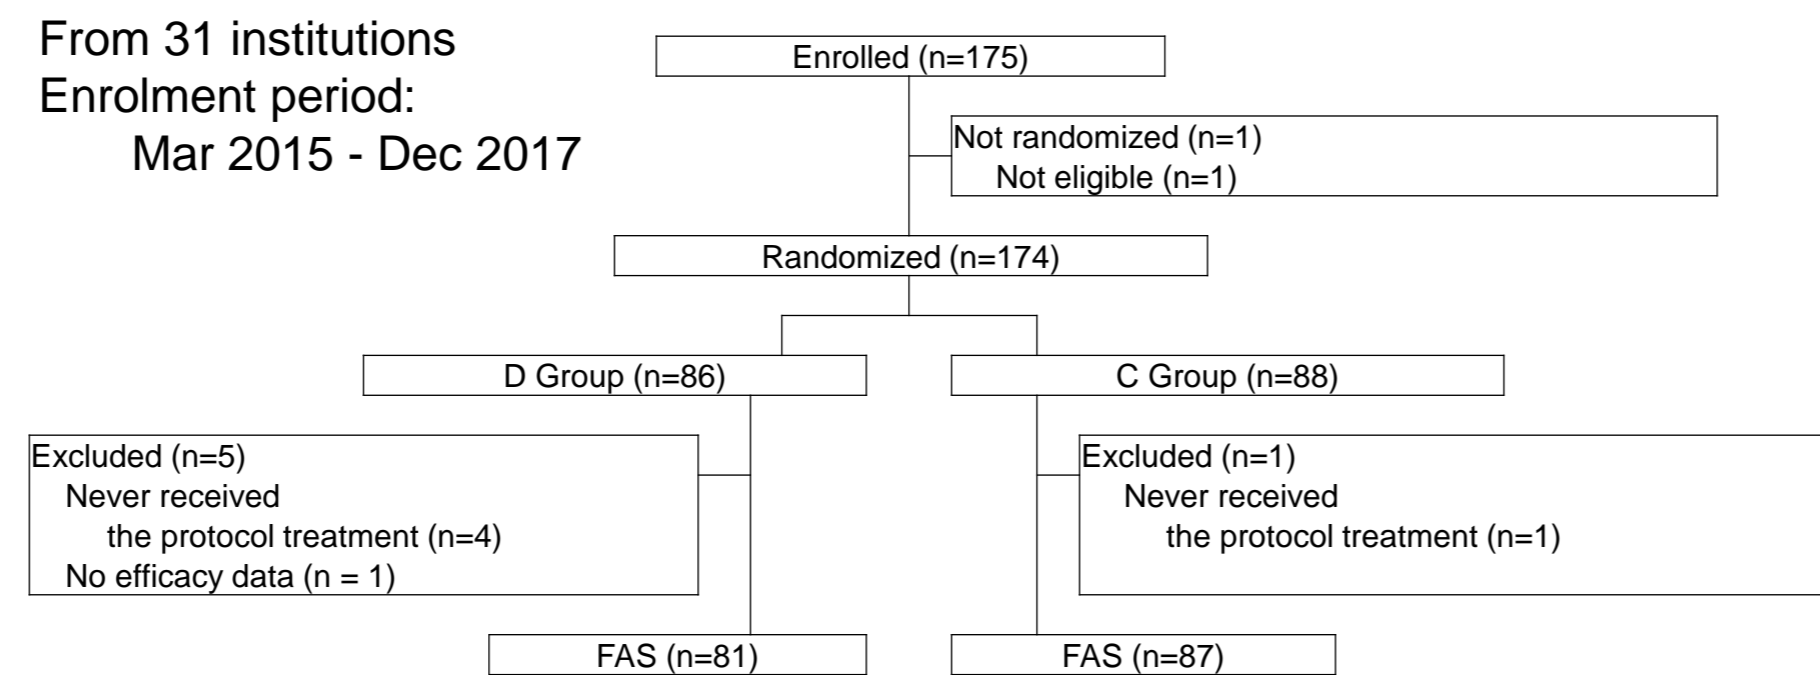 From 31 institutions
Enrolment period:
Mar 2015 - Dec 2017
Enrolled (n=175)
Not randomized (n=1)
Not eligible (n=1)
Randomized (n=174)
D Group (n=86)
C Group (n=88)
Excluded (n=5)
Never received
the protocol treatment (n=4)
No efficacy data (n = 1)
Excluded (n=1)
Never received
the protocol treatment (n=1)
FAS (n=81)
FAS (n=87)